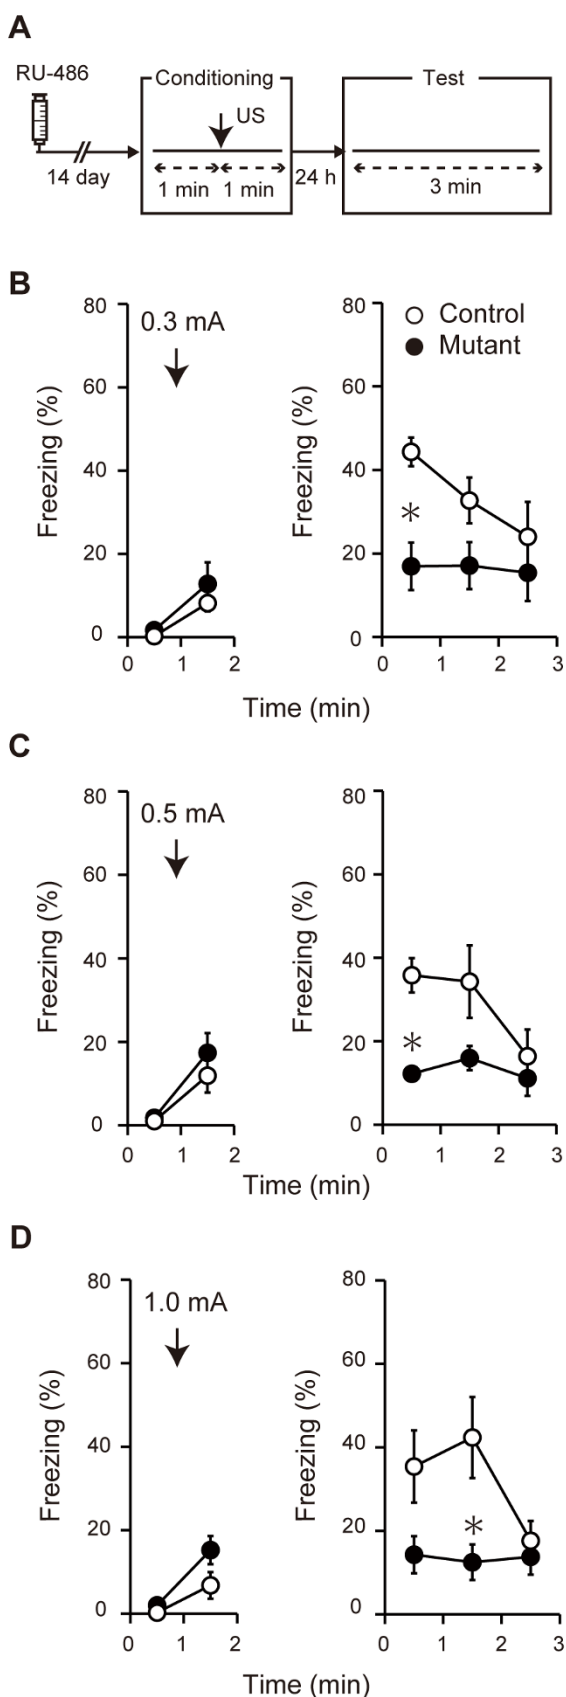 A
RU-486
Conditioning
Test
US
14 day
1 min
1 min
24 h
3 min
B
80
60
40
20
0
Freezing (%)
0.3 mA
0
1
2
80
60
40
20
0
Freezing (%)
Control
Mutant
*
0
1
2
3
Time (min)
C
80
60
40
20
0
Freezing (%)
0.5 mA
0
1
2
80
60
40
20
0
Freezing (%)
*
0
1
2
3
Time (min)
D
80
60
40
20
0
Freezing (%)
1.0 mA
0
1
2
80
60
40
20
0
Freezing (%)
*
0
1
2
3
Time (min)